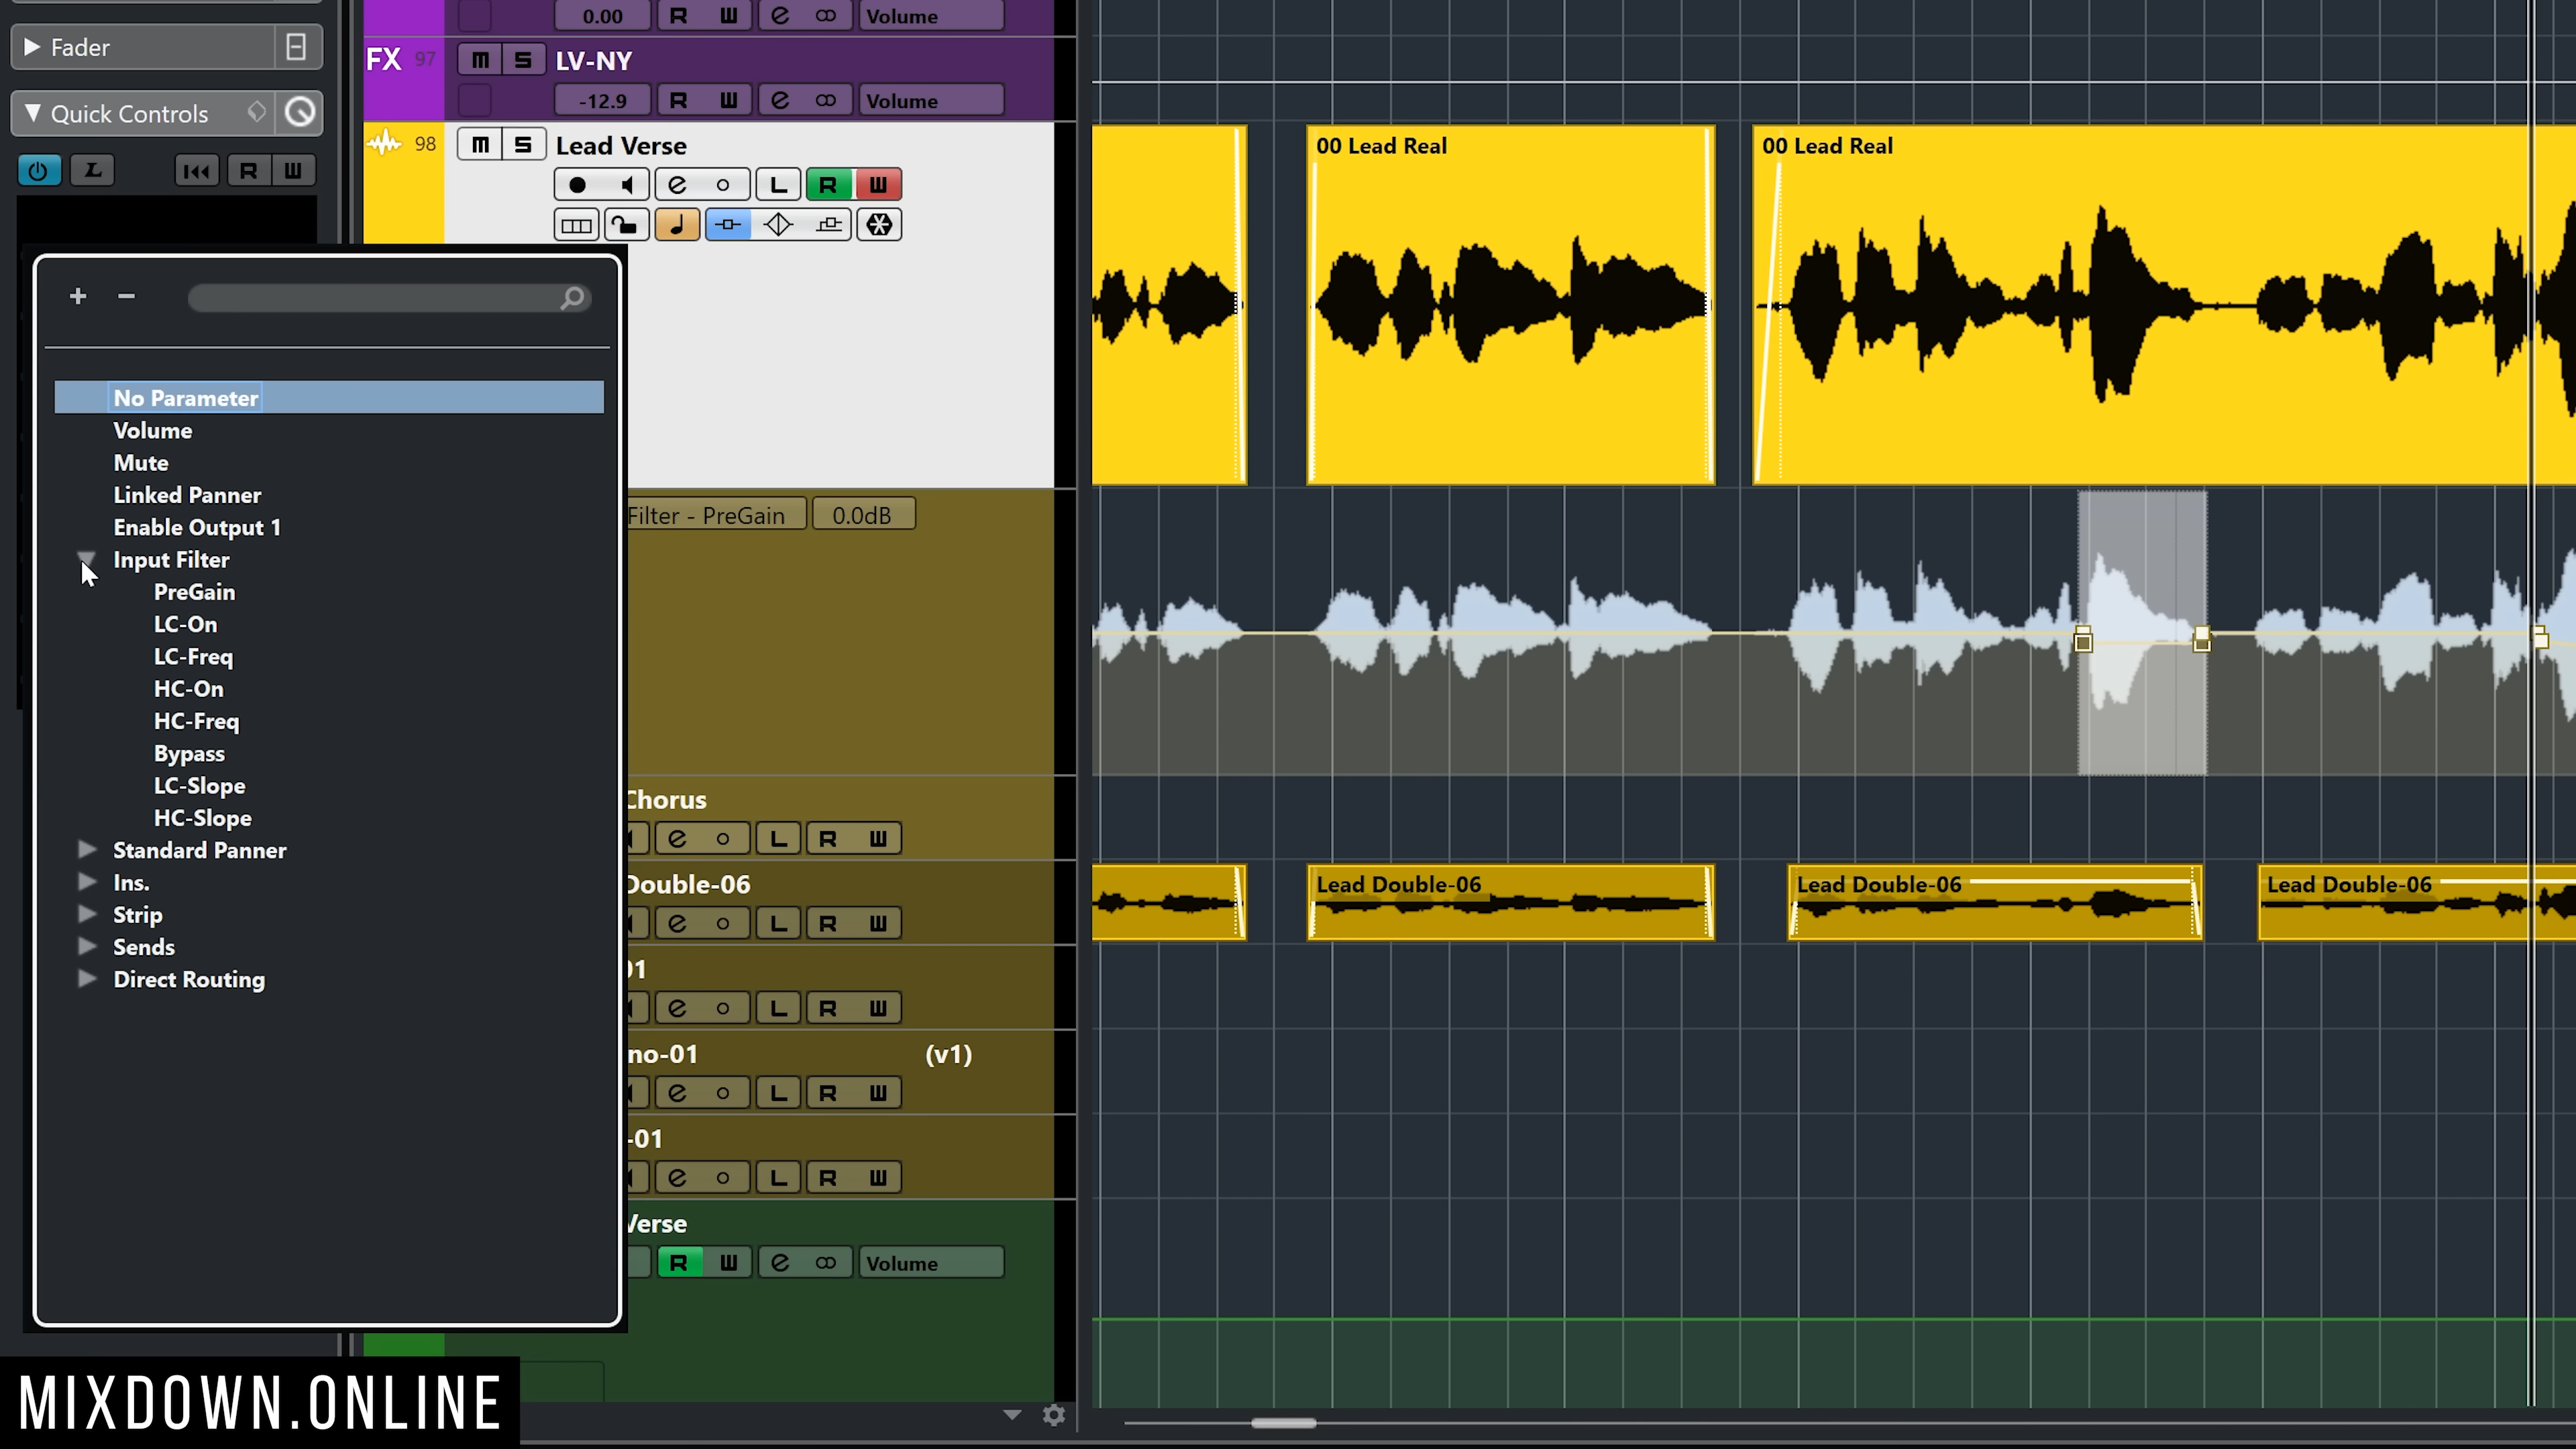 Fader
Quick Controls
L
R
W
0.00
R
W
e
Volume
FX 97
M
S
LV-NY
-12.9
R
W
e
Volume
98
M
S
Lead Verse
e
L
R
W
No Parameter
Volume
Mute
Linked Panner
Enable Output 1
Input Filter
PreGain
LC-On
LC-Freq
HC-On
HC-Freq
Bypass
LC-Slope
HC-Slope
Standard Panner
Ins.
Strip
Sends
Direct Routing
Filter - PreGain
0.0dB
Chorus
e
L
R
W
Double-06
e
L
R
W
01
e
L
R
W
no-01
(v1)
e
L
R
W
-01
e
L
R
W
Verse
R
W
e
Volume
00 Lead Real
00 Lead Real
Lead Double-06
Lead Double-06
Lead Double-06
MIXDOWN.ONLINE